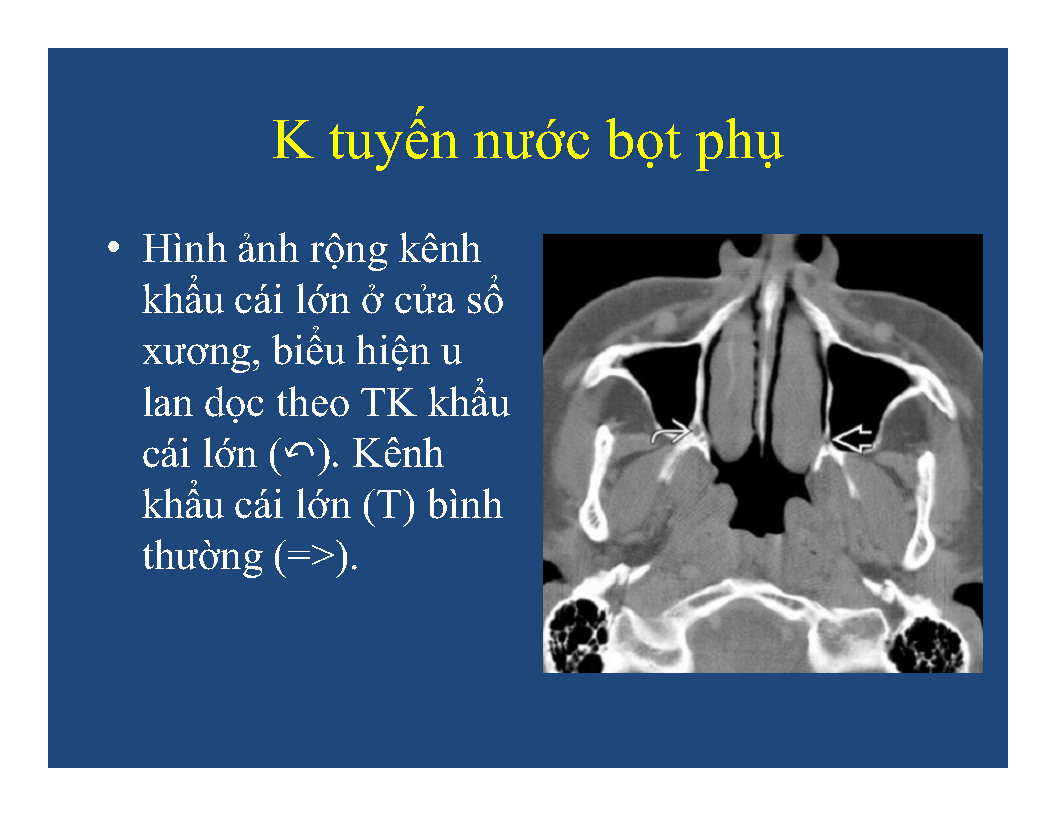 K tuyến nước bọt phụ
• Hình ảnh rộng kênh
khẩu cái lớn ở cửa sổ
xương, biểu hiện u
lan dọc theo TK khẩu
cái lớn (↶). Kênh
khẩu cái lớn (T) bình
thường (=>).